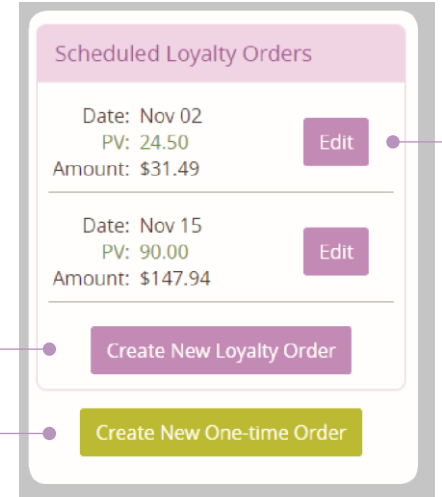 Scheduled Loyalty Orders
Date: Nov 02
PV: 24.50
Edit
Amount: $31.49
Date: Nov 15
PV: 90.00
Edit
Amount: $147.94
Create New Loyalty Order
Create New One-time Order